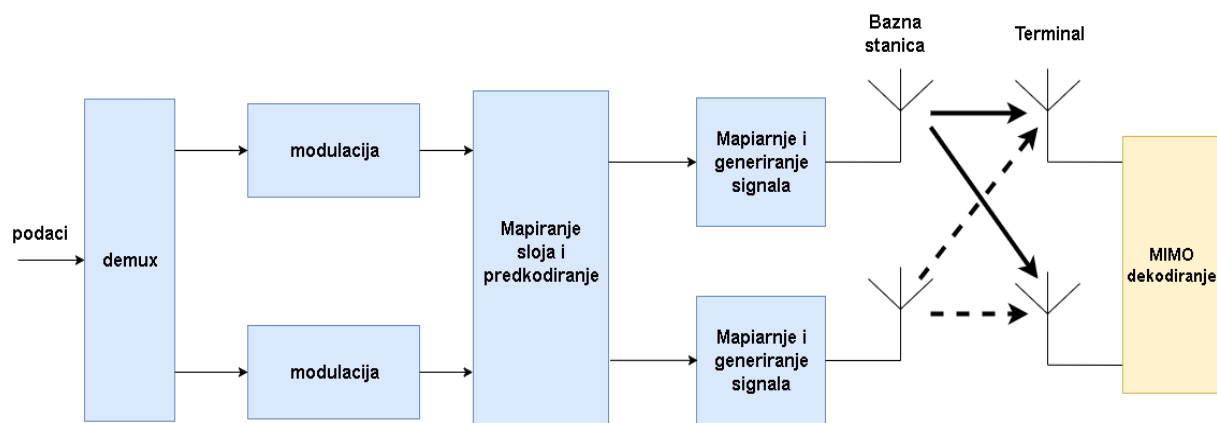 Bazna
stanica
Terminal
podaci
demux
modulacija
modulacija
Mapiranje
sloja i
predkodiranje
Mapiarnje i
generiranje
signala
Mapiarnje i
generiranje
signala
MIMO
dekodiranje